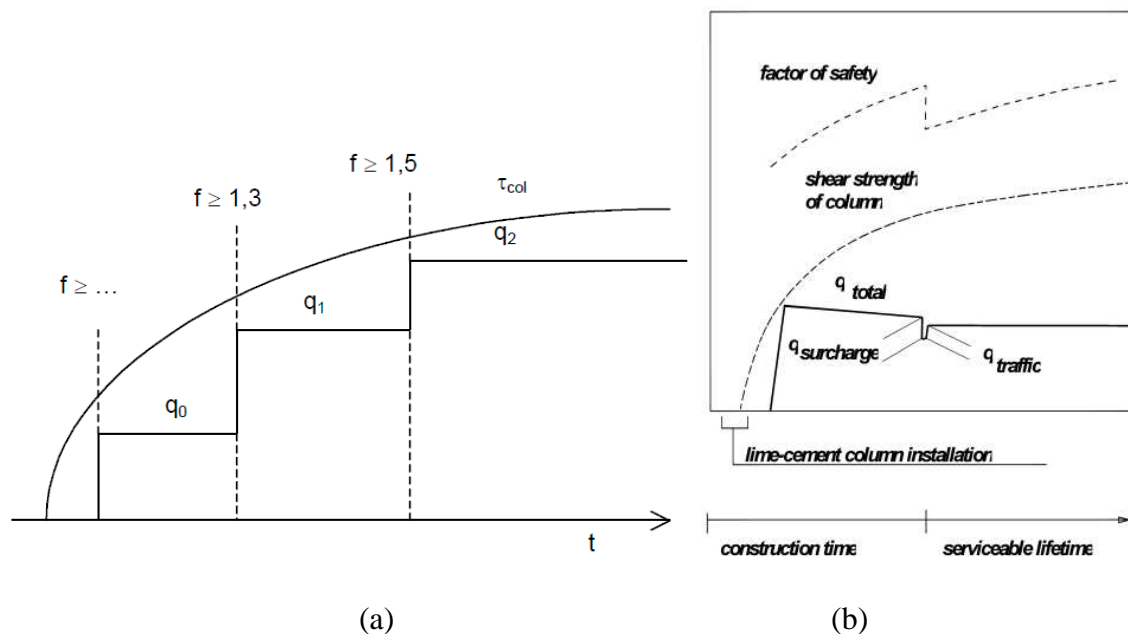 f ≥ 1,5
f ≥ 1,3
τcol
q2
f ≥ ...
q1
q0
t
(a)
factor of safety
shear strength
of column
q total
q surcharge
q traffic
lime-cement column installation
construction time
serviceable lifetime
(b)